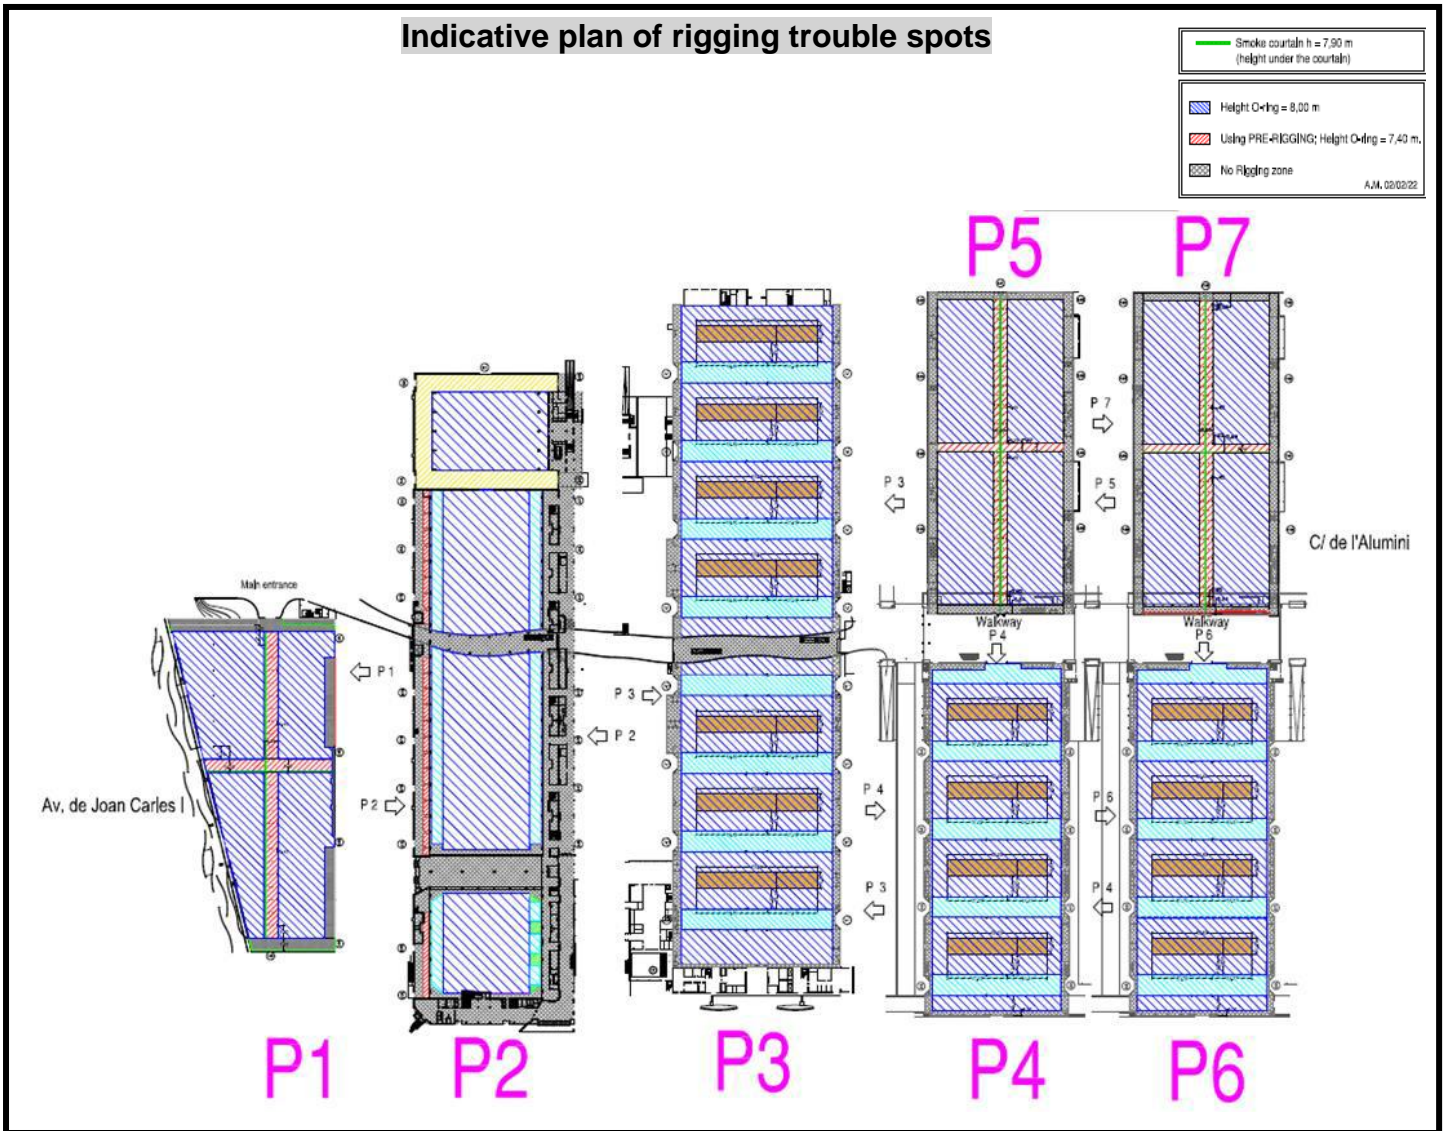 Indicative plan of rigging trouble spots
Smoke courtain h = 7,90 m
(height under the courtain)
Height O-ring = 8,00 m
Using PRE-RIGGING; Height O-ring = 7,40 m.
No Rigging zone
A.M. 02/02/22
P5
P7
P 7
P 3
P 5
C/ de l'Alumini
Main entrance
Walkway
P 4
Walkway
P 6
P 1
P 3
P 2
Av. de Joan Carles I
P 2
P 4
P 6
P 3
P 4
P1
P2
P3
P4
P6